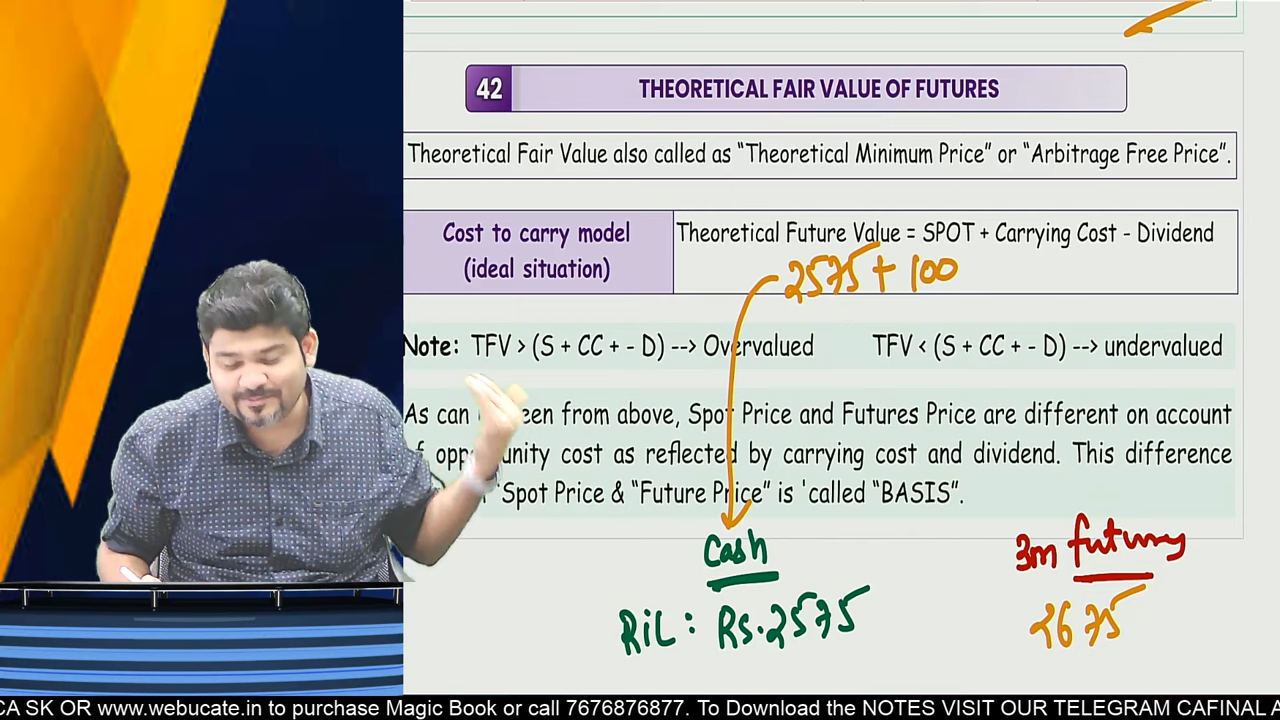 42 THEORETICAL FAIR VALUE OF FUTURES
Theoretical Fair Value also called as “Theoretical Minimum Price” or “Arbitrage Free Price”.
Cost to carry model
(ideal situation)
Theoretical Future Value = SPOT + Carrying Cost - Dividend
2575 + 100
Note: TFV > (S + CC + - D) --> Overvalued TFV < (S + CC + - D) --> undervalued
As can een from above, Spot Price and Futures Price are different on account
opp unity cost as reflected by carrying cost and dividend. This difference
"Spot Price & “Future Price” is 'called “BASIS”.
Cash
3m futures
RiL: Rs.2575
2675
CA SK OR www.webucate.in to purchase Magic Book or call 7676876877. To Download the NOTES VISIT OUR TELEGRAM CAFINAL A